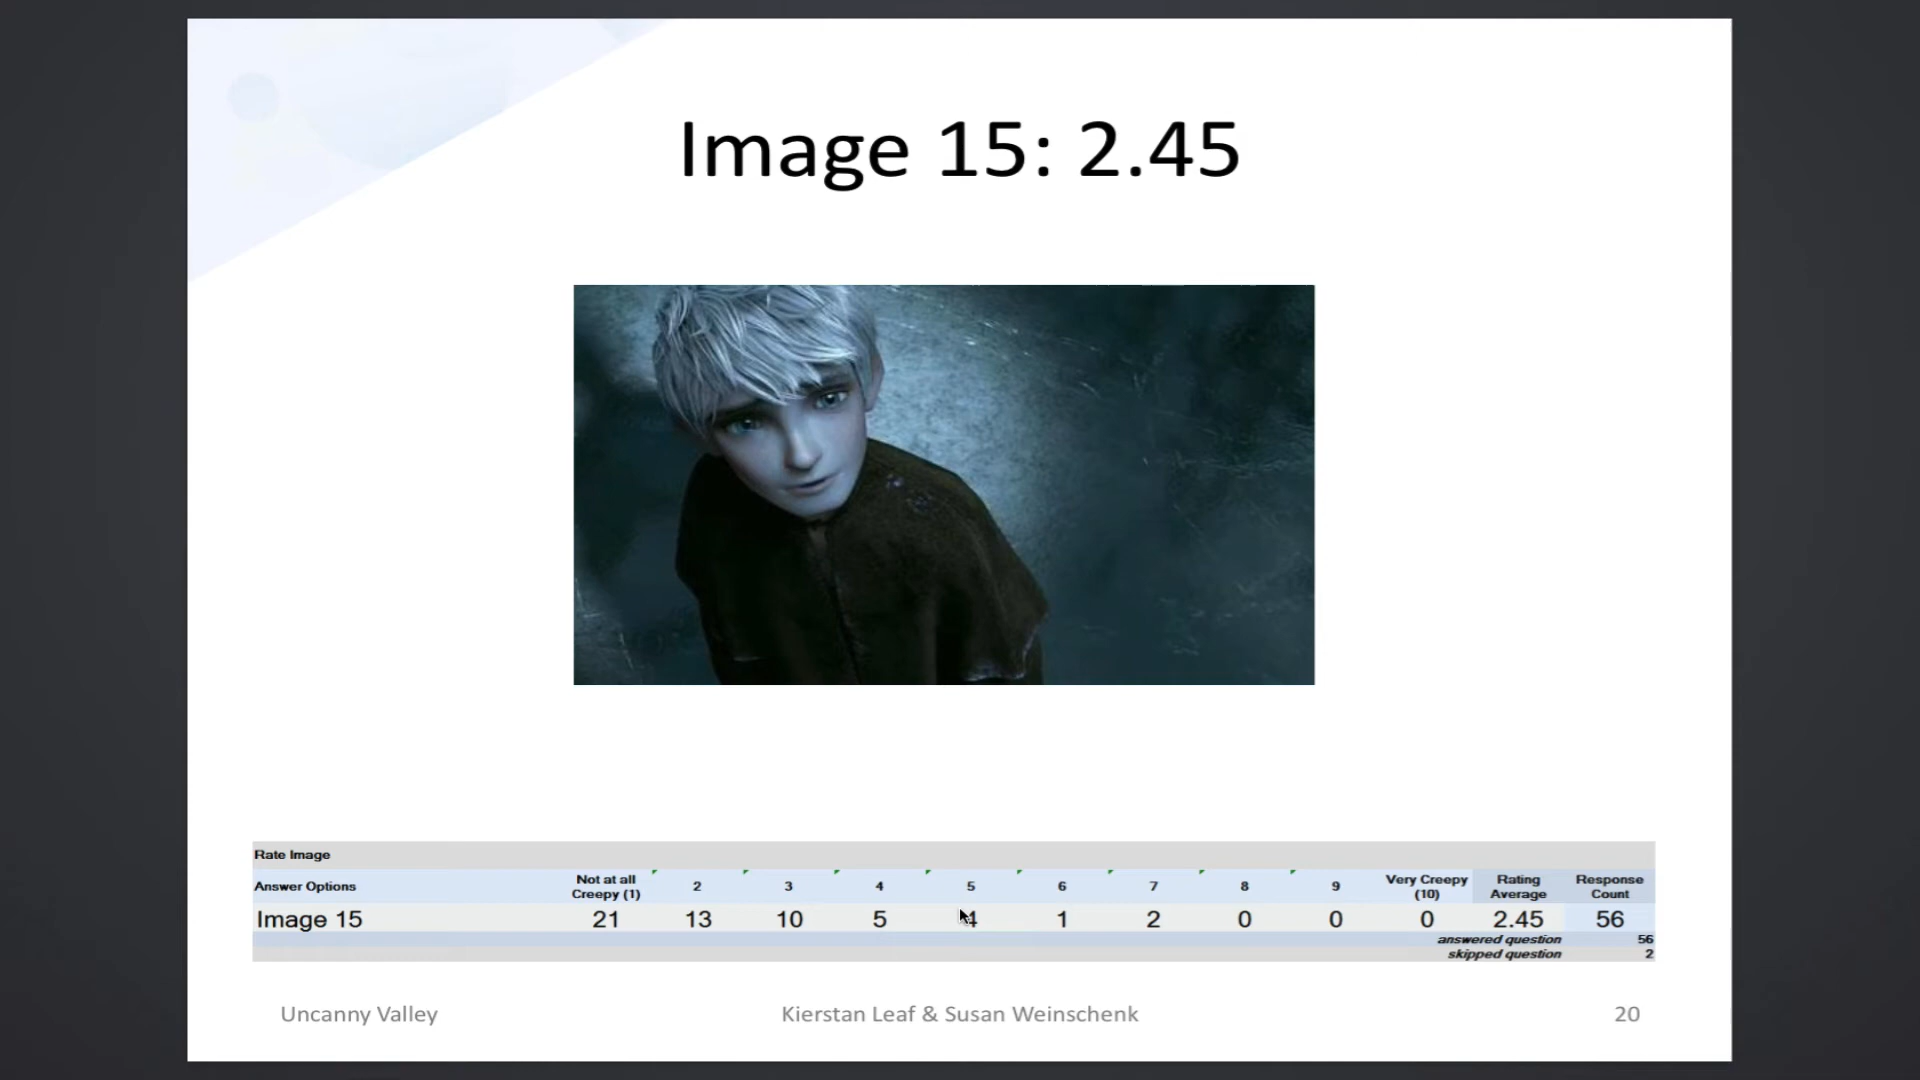 Image 15: 2.45
Rate Image
Answer Options Not at all Creepy (1) 2 3 4 5 6 7 8 9 Very Creepy (10) Rating Average Response Count
Image 15 21 13 10 5 4 1 2 0 0 0 2.45 56
answered question 56
skipped question 2
Uncanny Valley Kierstan Leaf & Susan Weinschenk 20